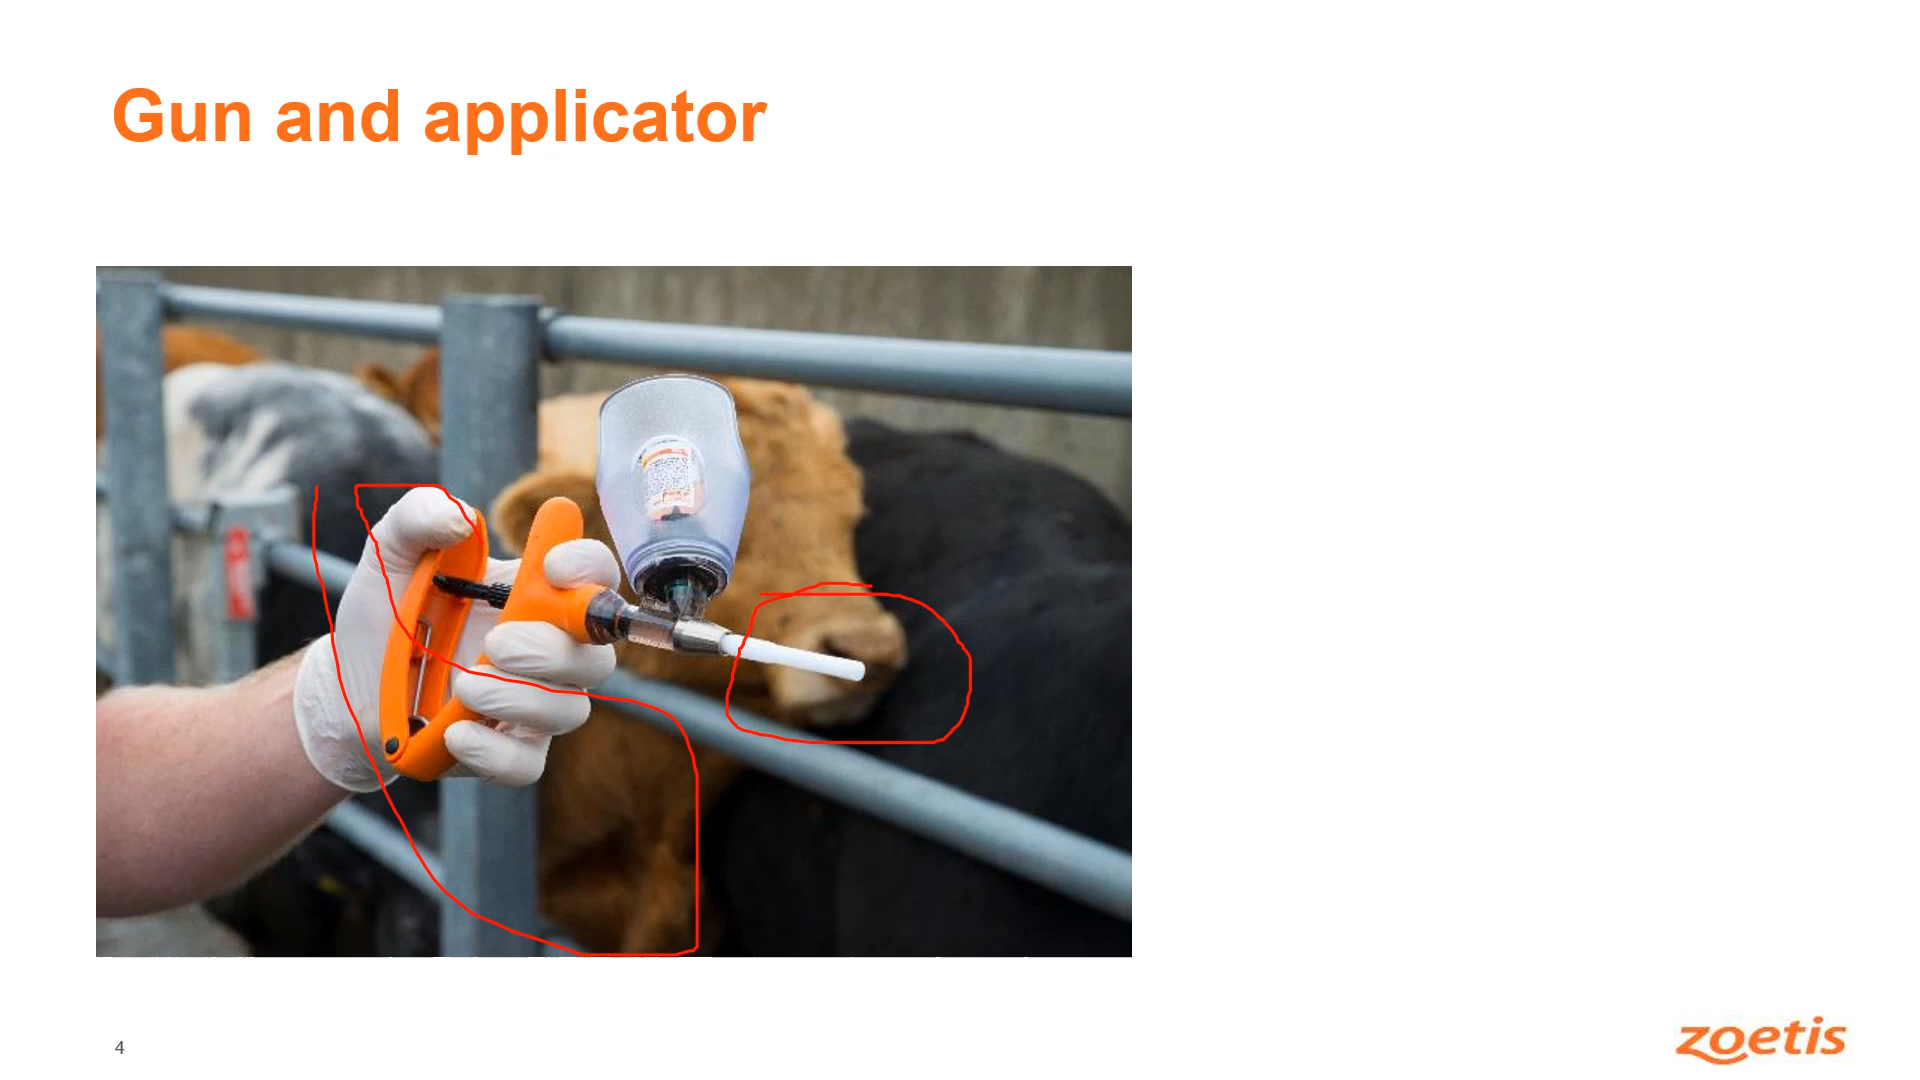 Gun and applicator
4
zoetis